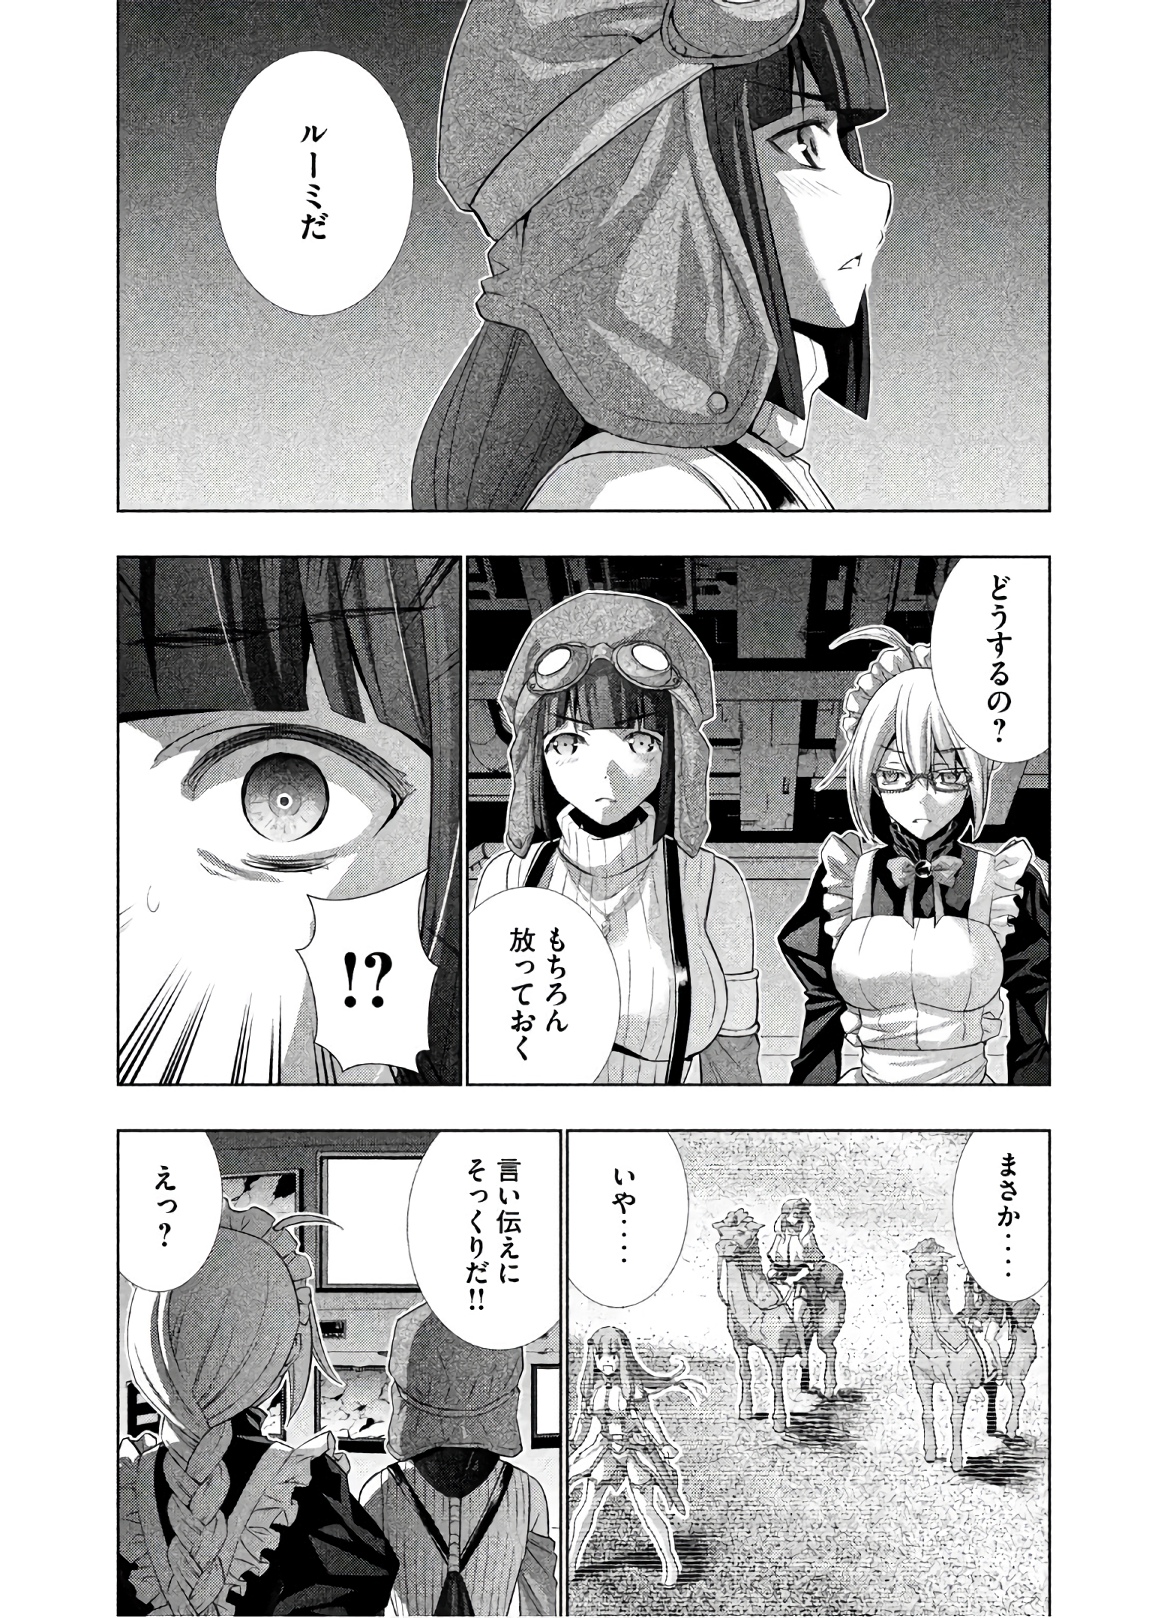 ルーミだ
どうするの？
もちろん
放っておく
!?
まさか‥‥
いや‥‥
言い伝えに
そっくりだ!!
えっ？